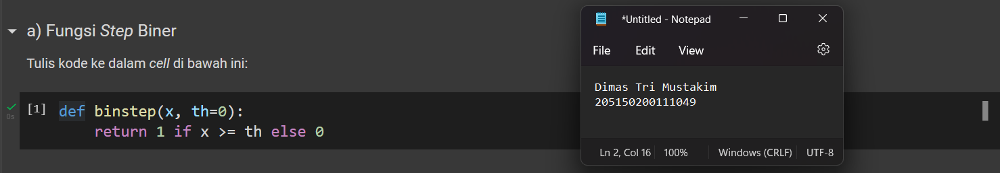 a) Fungsi Step Biner
Tulis kode ke dalam cell di bawah ini:
0s
[1]
def binstep(x, th=0):
    return 1 if x >= th else 0
*Untitled - Notepad
File Edit View
Dimas Tri Mustakim
205150200111049
Ln 2, Col 16 100% Windows (CRLF) UTF-8